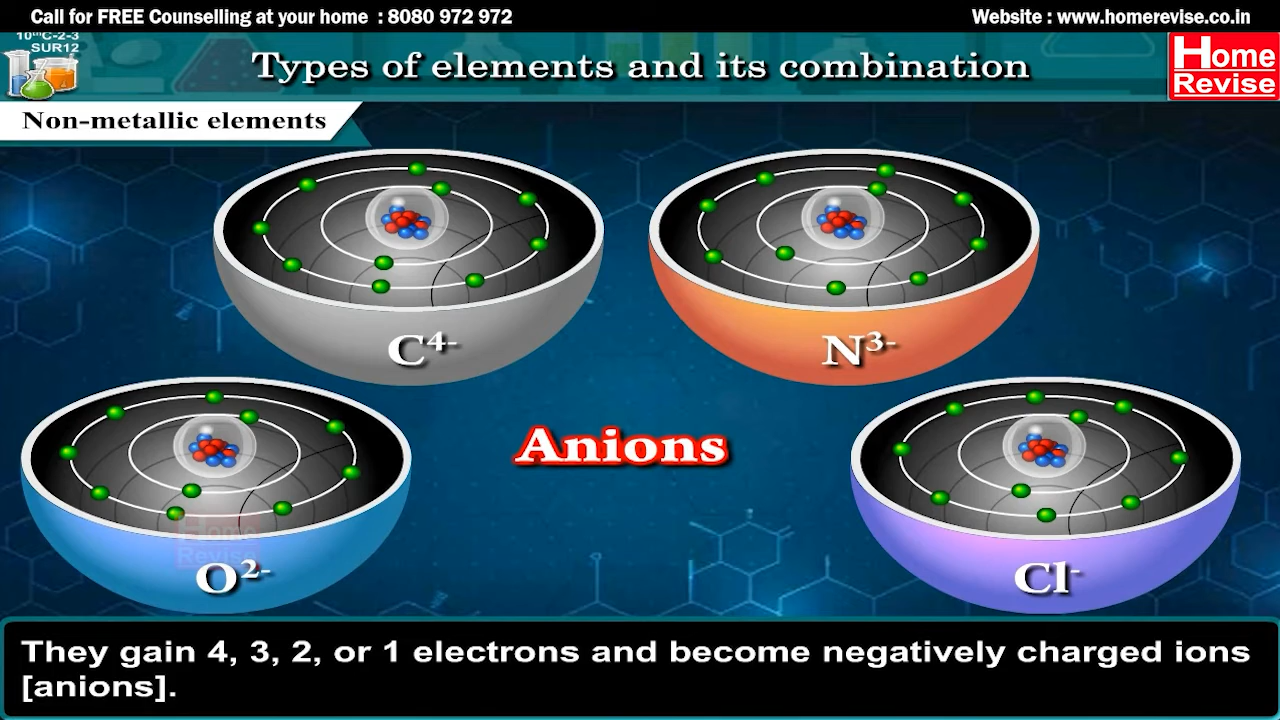 Call for FREE Counselling at your home : 8080 972 972
Website : www.homerevise.co.in
10thC-2-3
SUR12
Types of elements and its combination
Home
Revise
Non-metallic elements
C⁴⁻
N³⁻
Anions
Home
Revise
O²⁻
Cl⁻
They gain 4, 3, 2, or 1 electrons and become negatively charged ions
[anions].